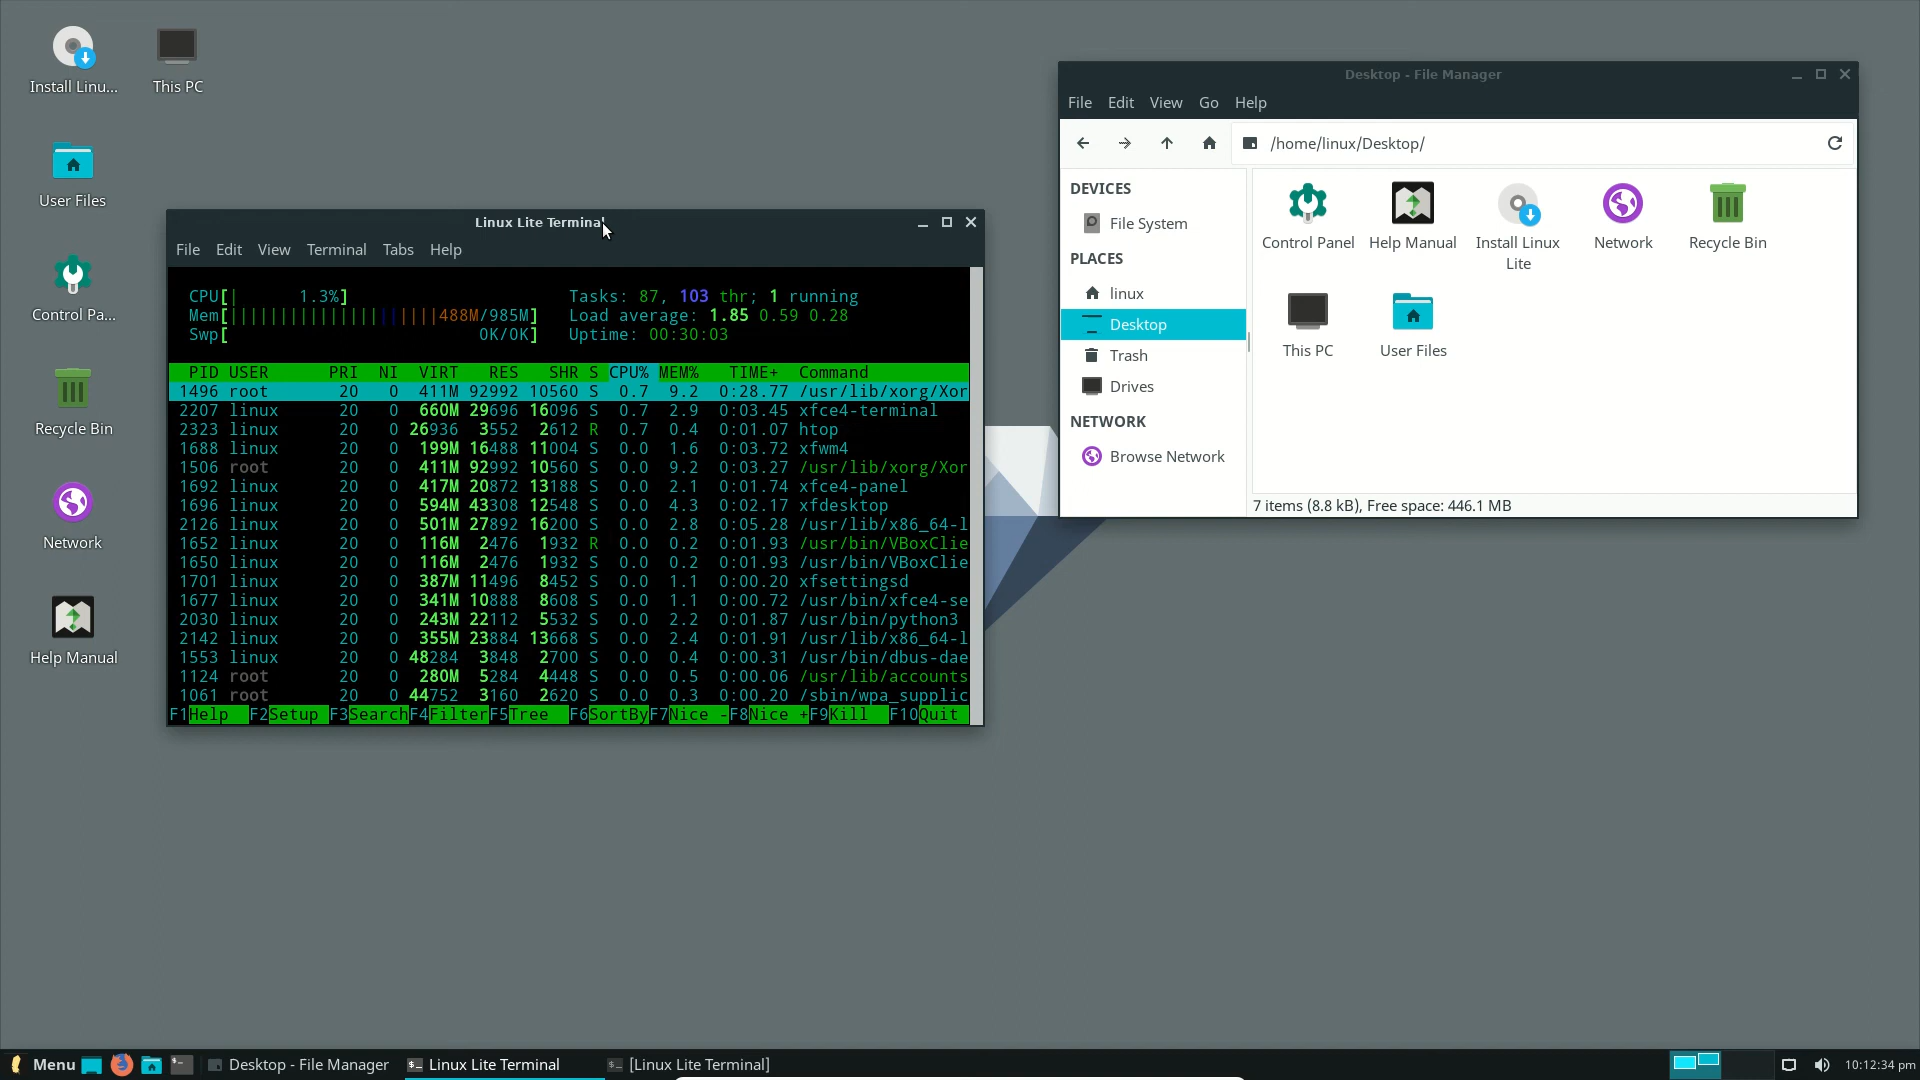 Install Linu...
This PC
User Files
Control Pa...
Recycle Bin
Network
Help Manual
Linux Lite Terminal
File Edit View Terminal Tabs Help
CPU[| 1.3%] Tasks: 87, 103 thr; 1 running
Mem[|||||||||||||||||||||488M/985M] Load average: 1.85 0.59 0.28
Swp[ 0K/0K] Uptime: 00:30:03
PID USER PRI NI VIRT RES SHR S CPU% MEM% TIME+ Command
1496 root 20 0 411M 92992 10560 S 0.7 9.2 0:28.77 /usr/lib/xorg/Xor
2207 linux 20 0 660M 29696 16096 S 0.7 2.9 0:03.45 xfce4-terminal
2323 linux 20 0 26936 3552 2612 R 0.7 0.4 0:01.07 htop
1688 linux 20 0 199M 16488 11004 S 0.0 1.6 0:03.72 xfwm4
1506 root 20 0 411M 92992 10560 S 0.0 9.2 0:03.27 /usr/lib/xorg/Xor
1692 linux 20 0 417M 20872 13188 S 0.0 2.1 0:01.74 xfce4-panel
1696 linux 20 0 594M 43308 12548 S 0.0 4.3 0:02.17 xfdesktop
2126 linux 20 0 501M 27892 16200 S 0.0 2.8 0:05.28 /usr/lib/x86_64-l
1652 linux 20 0 116M 2476 1932 R 0.0 0.2 0:01.93 /usr/bin/VBoxClie
1650 linux 20 0 116M 2476 1932 S 0.0 0.2 0:01.93 /usr/bin/VBoxClie
1701 linux 20 0 387M 11496 8452 S 0.0 1.1 0:00.20 xfsettingsd
1677 linux 20 0 341M 10888 8608 S 0.0 1.1 0:00.72 /usr/bin/xfce4-se
2030 linux 20 0 243M 22112 5532 S 0.0 2.2 0:01.87 /usr/bin/python3
2142 linux 20 0 355M 23884 13668 S 0.0 2.4 0:01.91 /usr/lib/x86_64-l
1553 linux 20 0 48284 3848 2700 S 0.0 0.4 0:00.31 /usr/bin/dbus-dae
1124 root 20 0 280M 5284 4448 S 0.0 0.5 0:00.06 /usr/lib/accounts
1061 root 20 0 44752 3160 2620 S 0.0 0.3 0:00.20 /sbin/wpa_supplic
F1Help F2Setup F3SearchF4FilterF5Tree F6SortByF7Nice -F8Nice +F9Kill F10Quit
Desktop - File Manager
File Edit View Go Help
/home/linux/Desktop/
DEVICES
File System
PLACES
linux
Desktop
Trash
Drives
NETWORK
Browse Network
Control Panel
Help Manual
Install Linux
Lite
Network
Recycle Bin
This PC
User Files
7 items (8.8 kB), Free space: 446.1 MB
Menu
Desktop - File Manager
Linux Lite Terminal
[Linux Lite Terminal]
10:12:34 pm